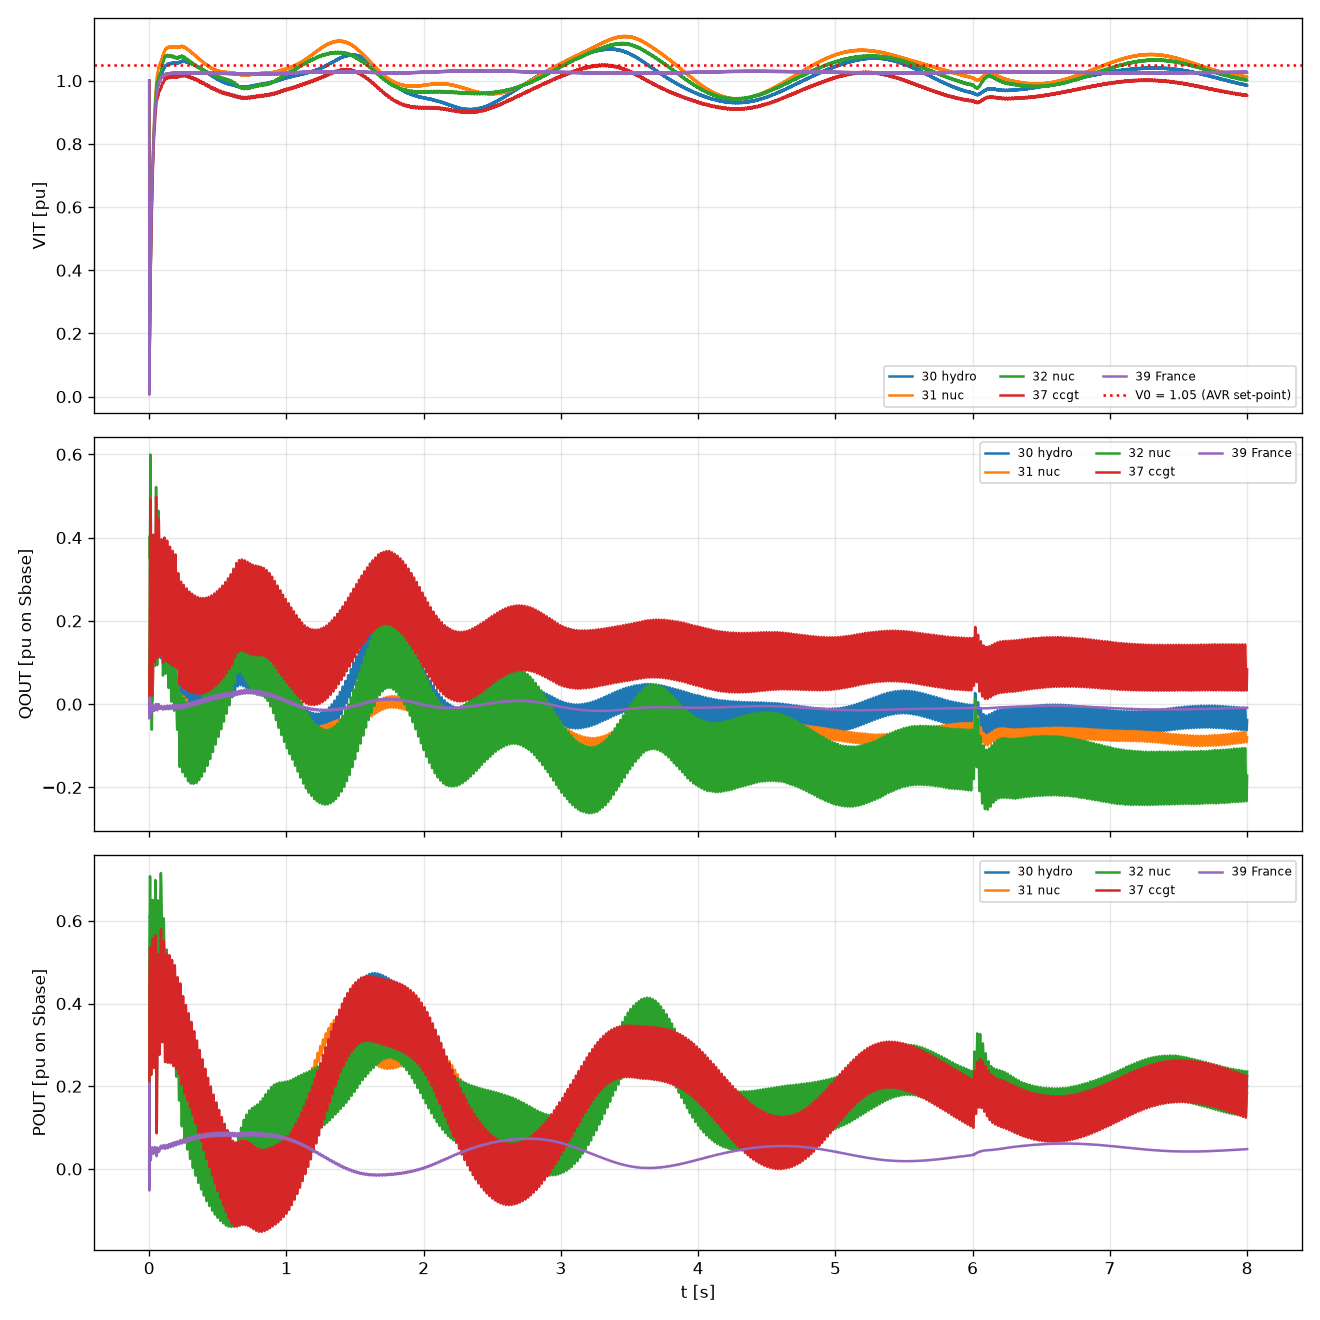 VIT [pu]
1.0
0.8
0.6
0.4
0.2
0.0
30 hydro 32 nuc 39 France
31 nuc 37 ccgt V0 = 1.05 (AVR set-point)
QOUT [pu on Sbase]
0.6
0.4
0.2
0.0
−0.2
30 hydro 32 nuc 39 France
31 nuc 37 ccgt
POUT [pu on Sbase]
0.6
0.4
0.2
0.0
30 hydro 32 nuc 39 France
31 nuc 37 ccgt
0 1 2 3 4 5 6 7 8
t [s]